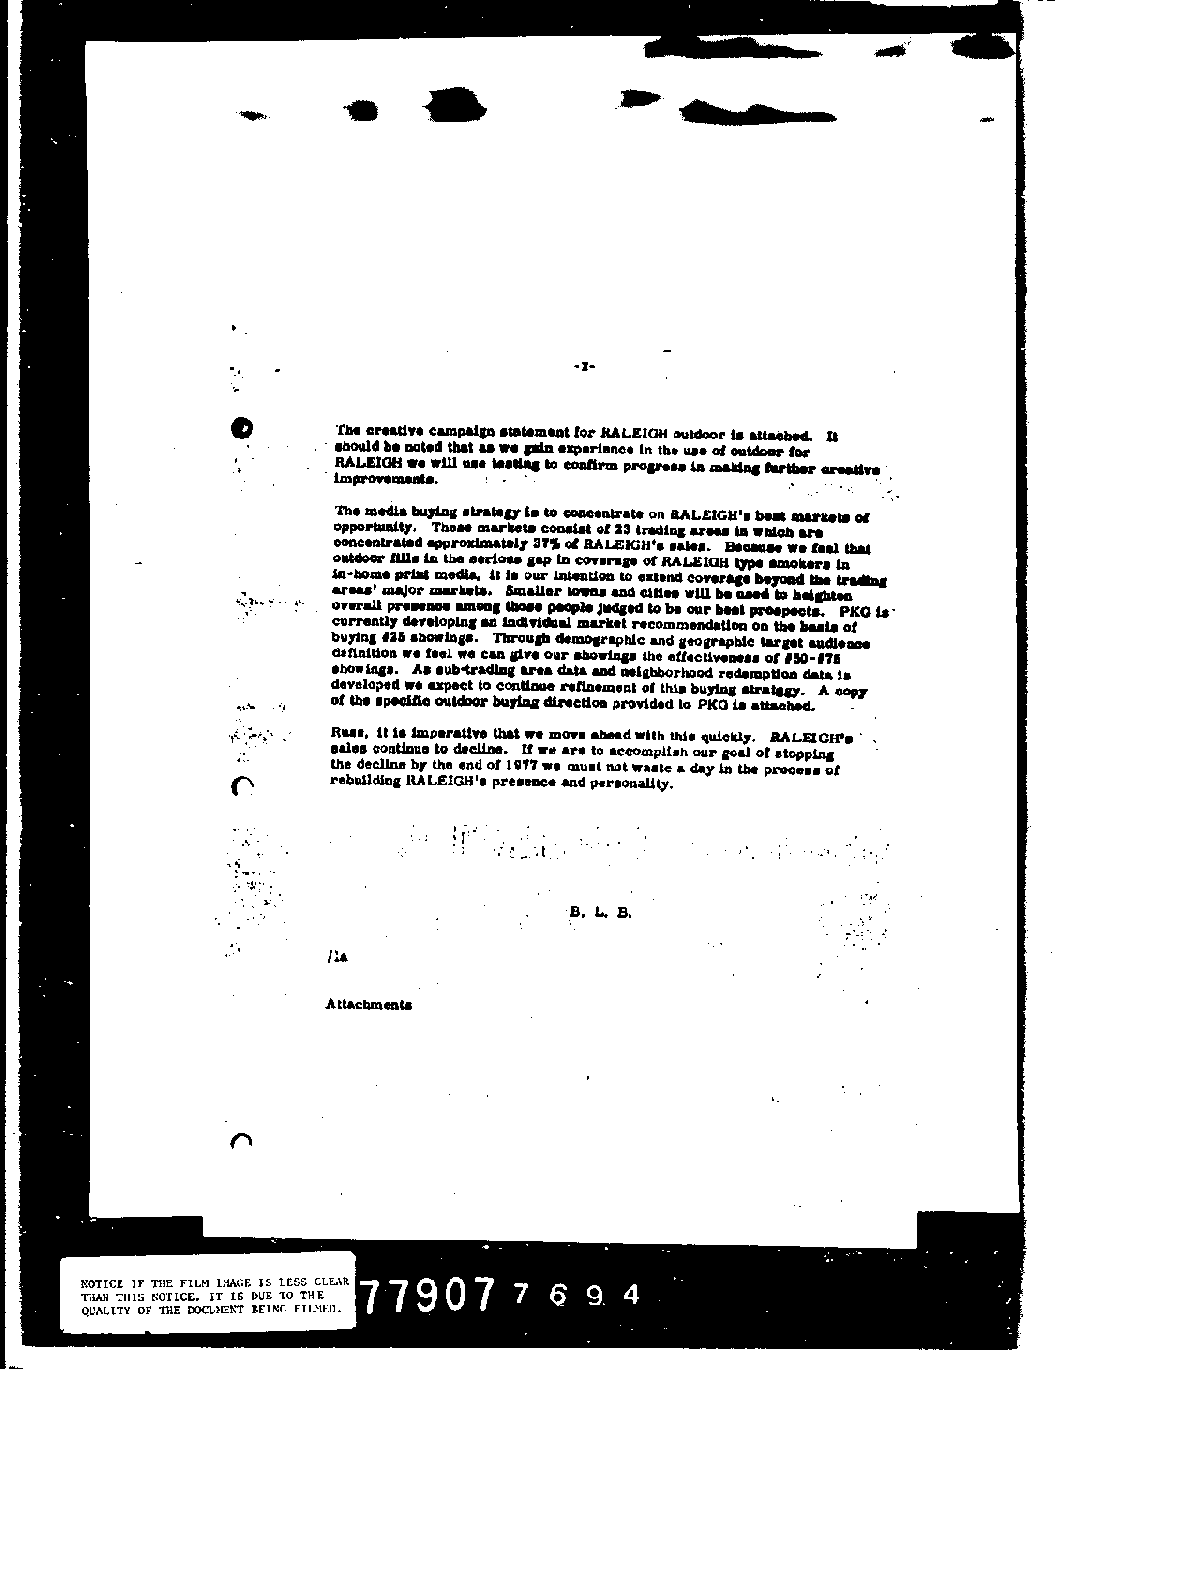 -2-
The creative campaign statement for RALEIGH outdoor is attached. It
should be noted that as we gain experience in the use of outdoor for
RALEIGH we will use testing to confirm progress in making further creative
improvements.
The media buying strategy is to concentrate on RALEIGH's best markets of
opportunity. Those markets consist of 23 trading areas in which are
concentrated approximately 37% of RALEIGH's sales. Because we feel that
outdoor fills in the serious gap in coverage of RALEIGH type smokers in
in-home print media, it is our intention to extend coverage beyond the trading
areas' major markets. Smaller towns and cities will be used to heighten
overall presence among those people judged to be our best prospects. PKG is
currently developing an individual market recommendation on the basis of
buying #25 showings. Through demographic and geographic target audience
definition we feel we can give our showings the effectiveness of #50-#75
showings. As sub-trading area data and neighborhood redemption data is
developed we expect to continue refinement of this buying strategy. A copy
of the specific outdoor buying direction provided to PKG is attached.
Russ, it is imperative that we move ahead with this quickly. RALEIGH's
sales continue to decline. If we are to accomplish our goal of stopping
the decline by the end of 1977 we must not waste a day in the process of
rebuilding RALEIGH's presence and personality.
B. L. B.
/la
Attachments
NOTICE IF THE FILM IMAGE IS LESS CLEAR
THAN THIS NOTICE, IT IS DUE TO THE
QUALITY OF THE DOCUMENT BEING FILMED.
779077694